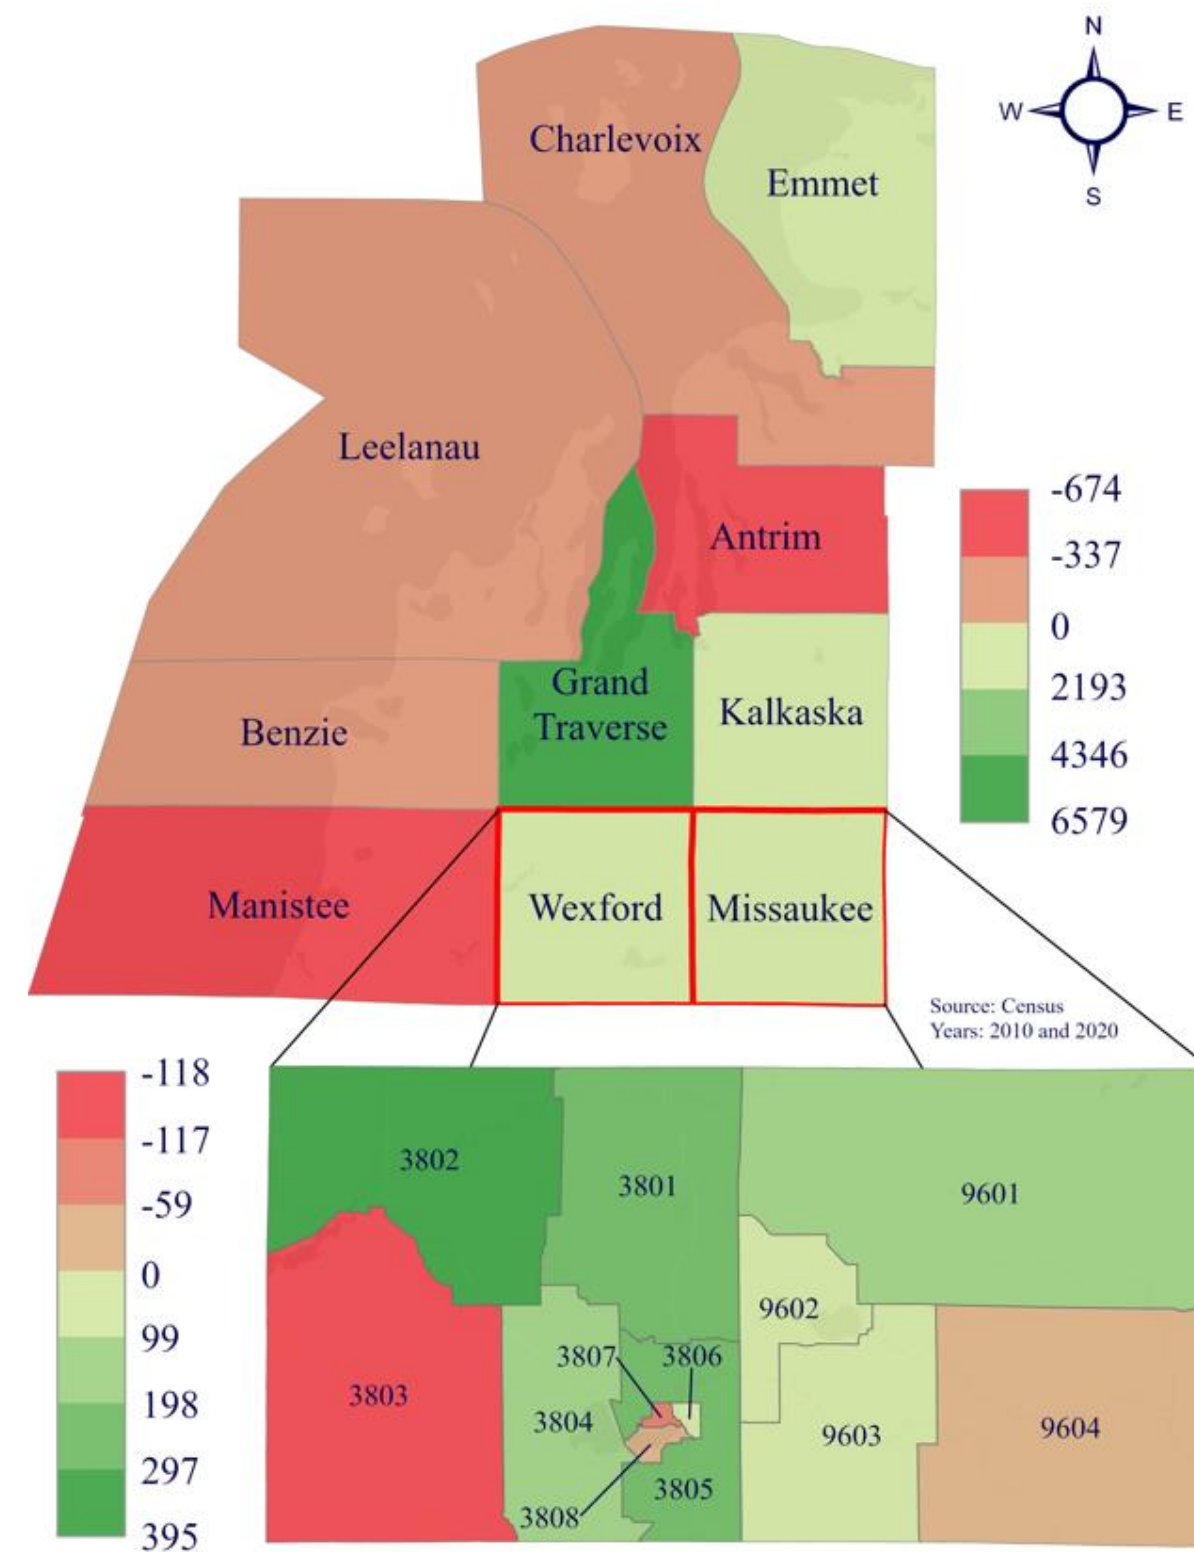 N
W E
S
Charlevoix
Emmet
Leelanau
Antrim
-674
-337
0
2193
4346
6579
Grand
Traverse
Kalkaska
Benzie
Manistee
Wexford
Missaukee
Source: Census
Years: 2010 and 2020
-118
-117
-59
0
99
198
297
395
3802
3801
9601
9602
3807
3806
3803
3804
9603
9604
3805
3808